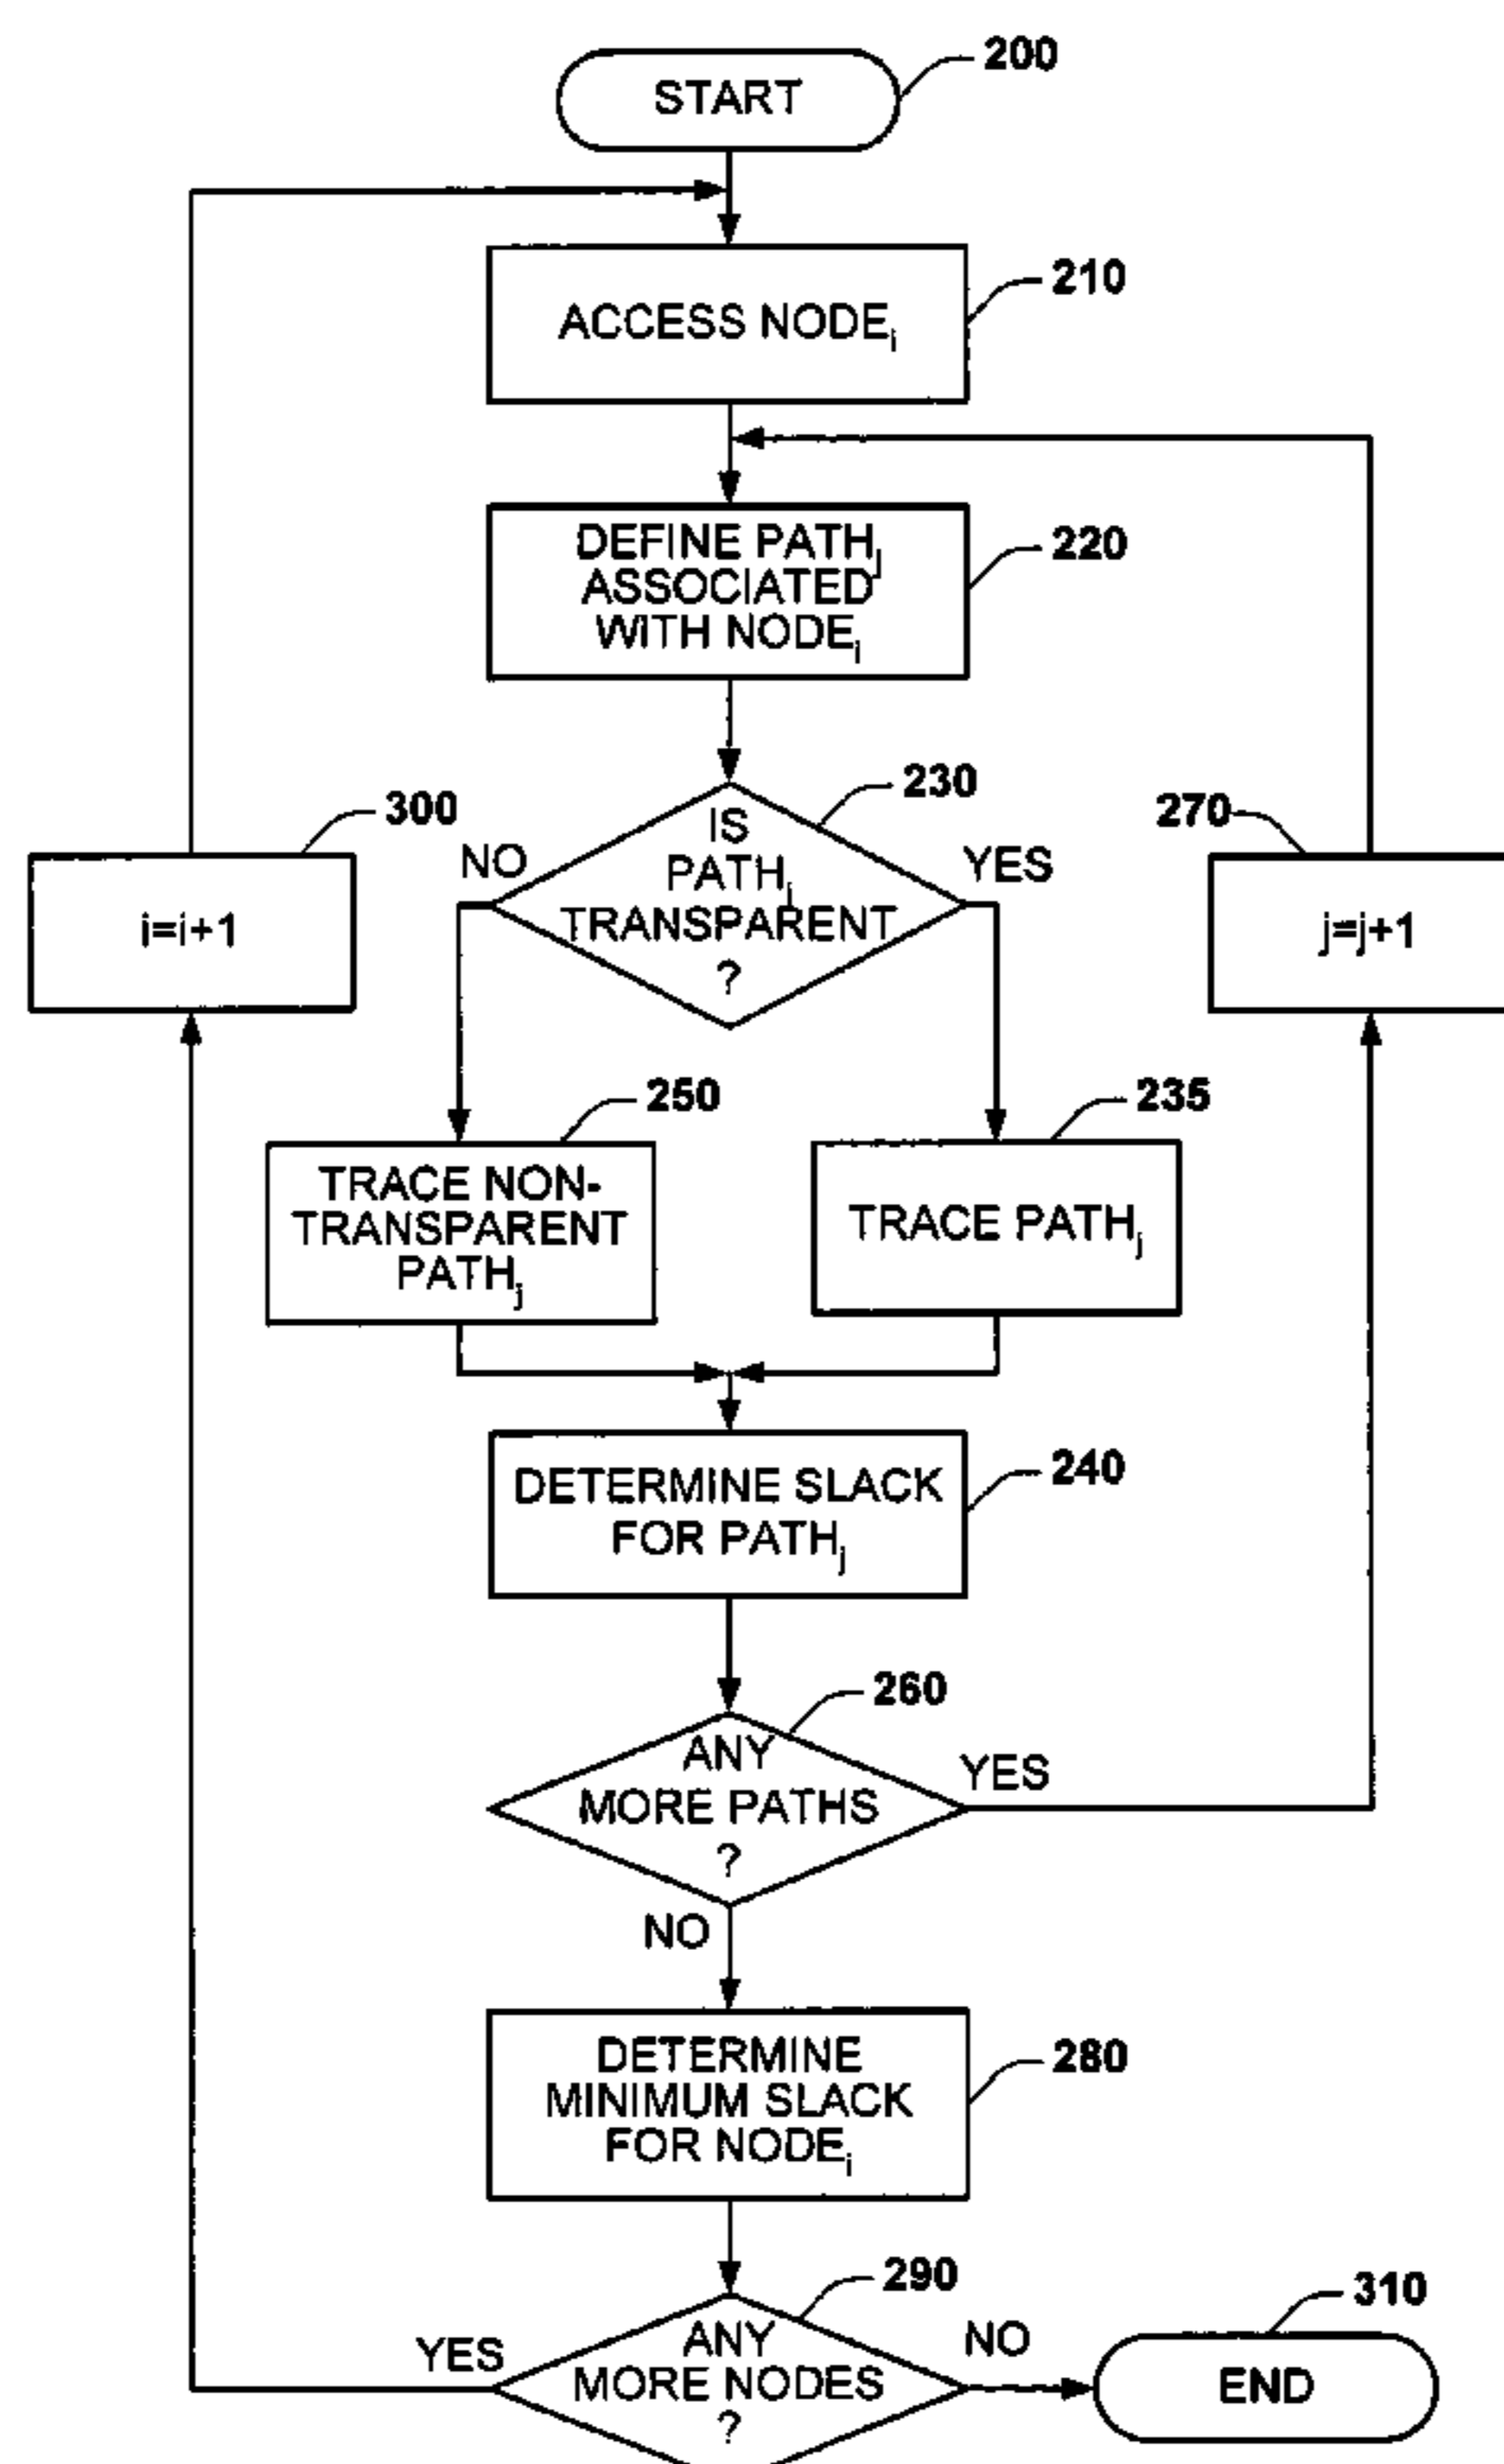 START
200
ACCESS NODEi
210
DEFINE PATHj
ASSOCIATED
WITH NODEi
220
IS
PATHj
TRANSPARENT
?
230
NO
YES
300
i=i+1
270
j=j+1
250
TRACE NON-
TRANSPARENT
PATHj
235
TRACE PATHj
DETERMINE SLACK
FOR PATHj
240
ANY
MORE PATHS
?
260
YES
NO
DETERMINE
MINIMUM SLACK
FOR NODEi
280
ANY
MORE NODES
?
290
YES
NO
310
END